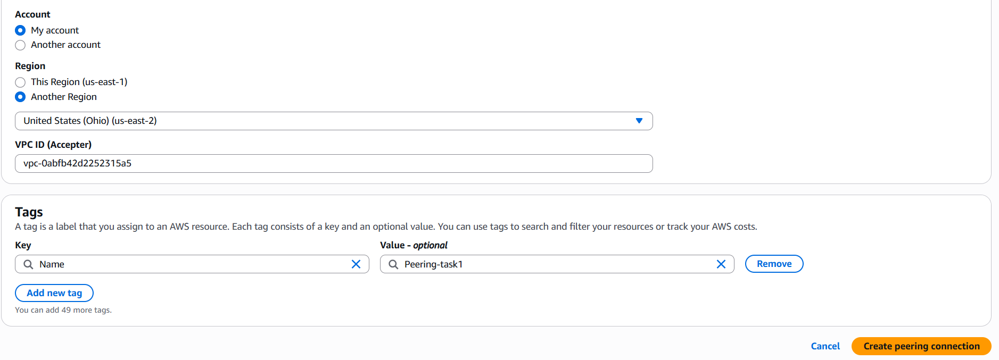 Account
My account
Another account
Region
This Region (us-east-1)
Another Region
United States (Ohio) (us-east-2)
VPC ID (Accepter)
vpc-0abfb42d2252315a5
Tags
A tag is a label that you assign to an AWS resource. Each tag consists of a key and an optional value. You can use tags to search and filter your resources or track your AWS costs.
Key
Value - optional
Name
Peering-task1
Remove
Add new tag
You can add 49 more tags.
Cancel
Create peering connection